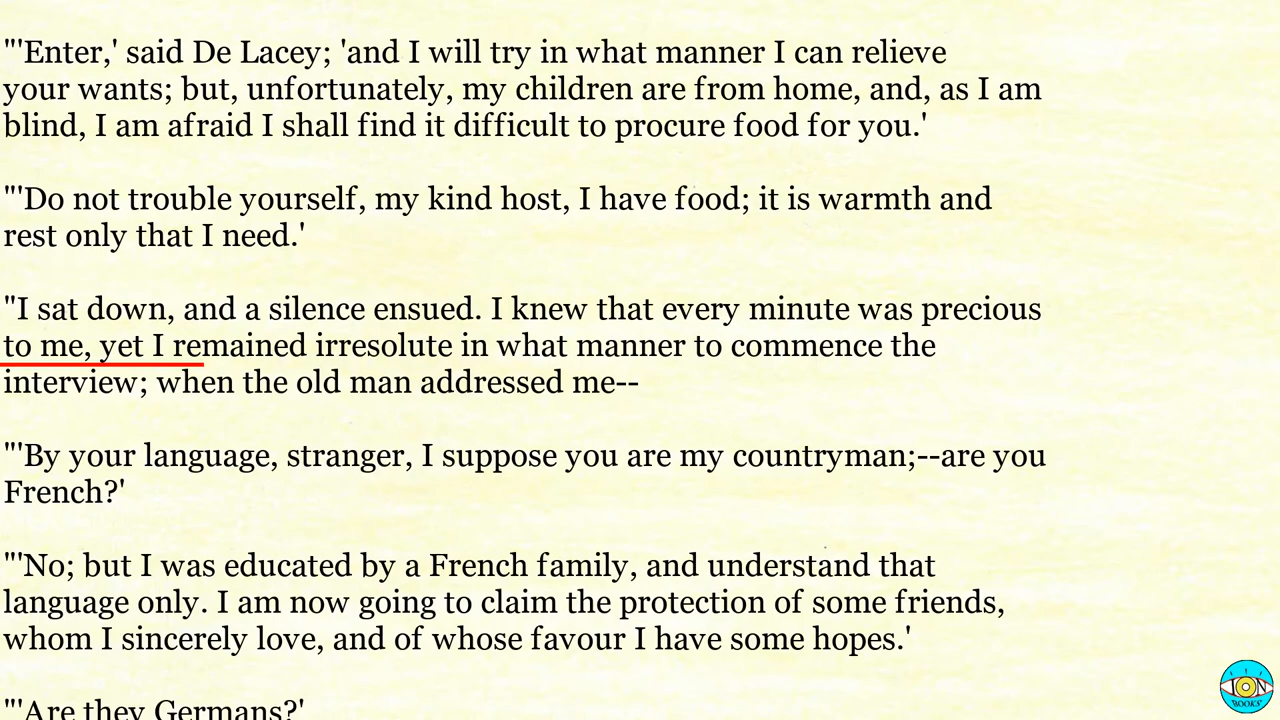 "'Enter,' said De Lacey; 'and I will try in what manner I can relieve
your wants; but, unfortunately, my children are from home, and, as I am
blind, I am afraid I shall find it difficult to procure food for you.'
"'Do not trouble yourself, my kind host, I have food; it is warmth and
rest only that I need.'
"I sat down, and a silence ensued. I knew that every minute was precious
to me, yet I remained irresolute in what manner to commence the
interview; when the old man addressed me--
"'By your language, stranger, I suppose you are my countryman;--are you
French?'
"'No; but I was educated by a French family, and understand that
language only. I am now going to claim the protection of some friends,
whom I sincerely love, and of whose favour I have some hopes.'
"'Are they Germans?'
ION
BOOKS